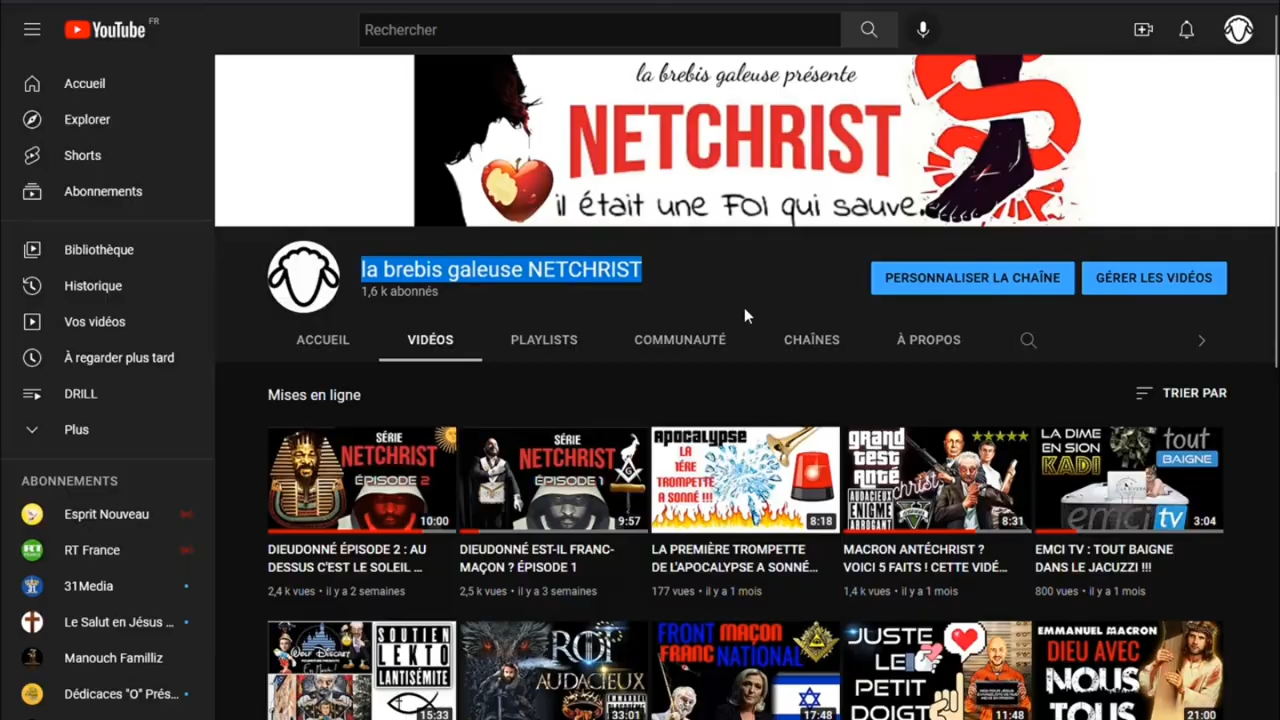 YouTube FR
Rechercher
Accueil
Explorer
Shorts
Abonnements
Bibliothèque
Historique
Vos vidéos
À regarder plus tard
DRILL
Plus
ABONNEMENTS
Esprit Nouveau
RT France
31Media
Le Salut en Jésus ...
Manouch Familliz
Dédicaces "O" Prés...
la brebis galeuse présente
NETCHRIST
il était une FOI qui sauve.
la brebis galeuse NETCHRIST
1,6 k abonnés
PERSONNALISER LA CHAÎNE
GÉRER LES VIDÉOS
ACCUEIL
VIDÉOS
PLAYLISTS
COMMUNAUTÉ
CHAÎNES
À PROPOS
Mises en ligne
TRIER PAR
SÉRIE
NETCHRIST
ÉPISODE 2
10:00
DIEUDONNÉ ÉPISODE 2 : AU
DESSUS C'EST LE SOLEIL ...
2,4 k vues • il y a 2 semaines
SÉRIE
NETCHRIST
ÉPISODE 1
9:57
DIEUDONNÉ EST-IL FRANC-
MAÇON ? ÉPISODE 1
2,5 k vues • il y a 3 semaines
APOCALYPSE
LA
1ÉRE
TROMPETTE
A SONNÉ !!!
8:18
LA PREMIÈRE TROMPETTE
DE L'APOCALYPSE A SONNÉ...
177 vues • il y a 1 mois
grand
test
Anté
christ
AUDACIEUX
ENIGME
ARROGANT
V
8:31
MACRON ANTÉCHRIST ?
VOICI 5 FAITS ! CETTE VIDÉ...
1,4 k vues • il y a 1 mois
LA DIME
EN SION
KADI
tout
BAIGNE
emci tv
3:04
EMCI TV : TOUT BAIGNE
DANS LE JACUZZI !!!
800 vues • il y a 1 mois
SOUTIEN
LEKTO
LANTISÉMITE
15:33
ROI
AUDACIEUX
EMMANUEL
33:01
FRONT MAÇON
FRANC NATIONAL
17:48
JUSTE
LE
PETIT
DOIGT
11:48
EMMANUEL MACRON
DIEU AVEC
NOUS
TOUS
21:00